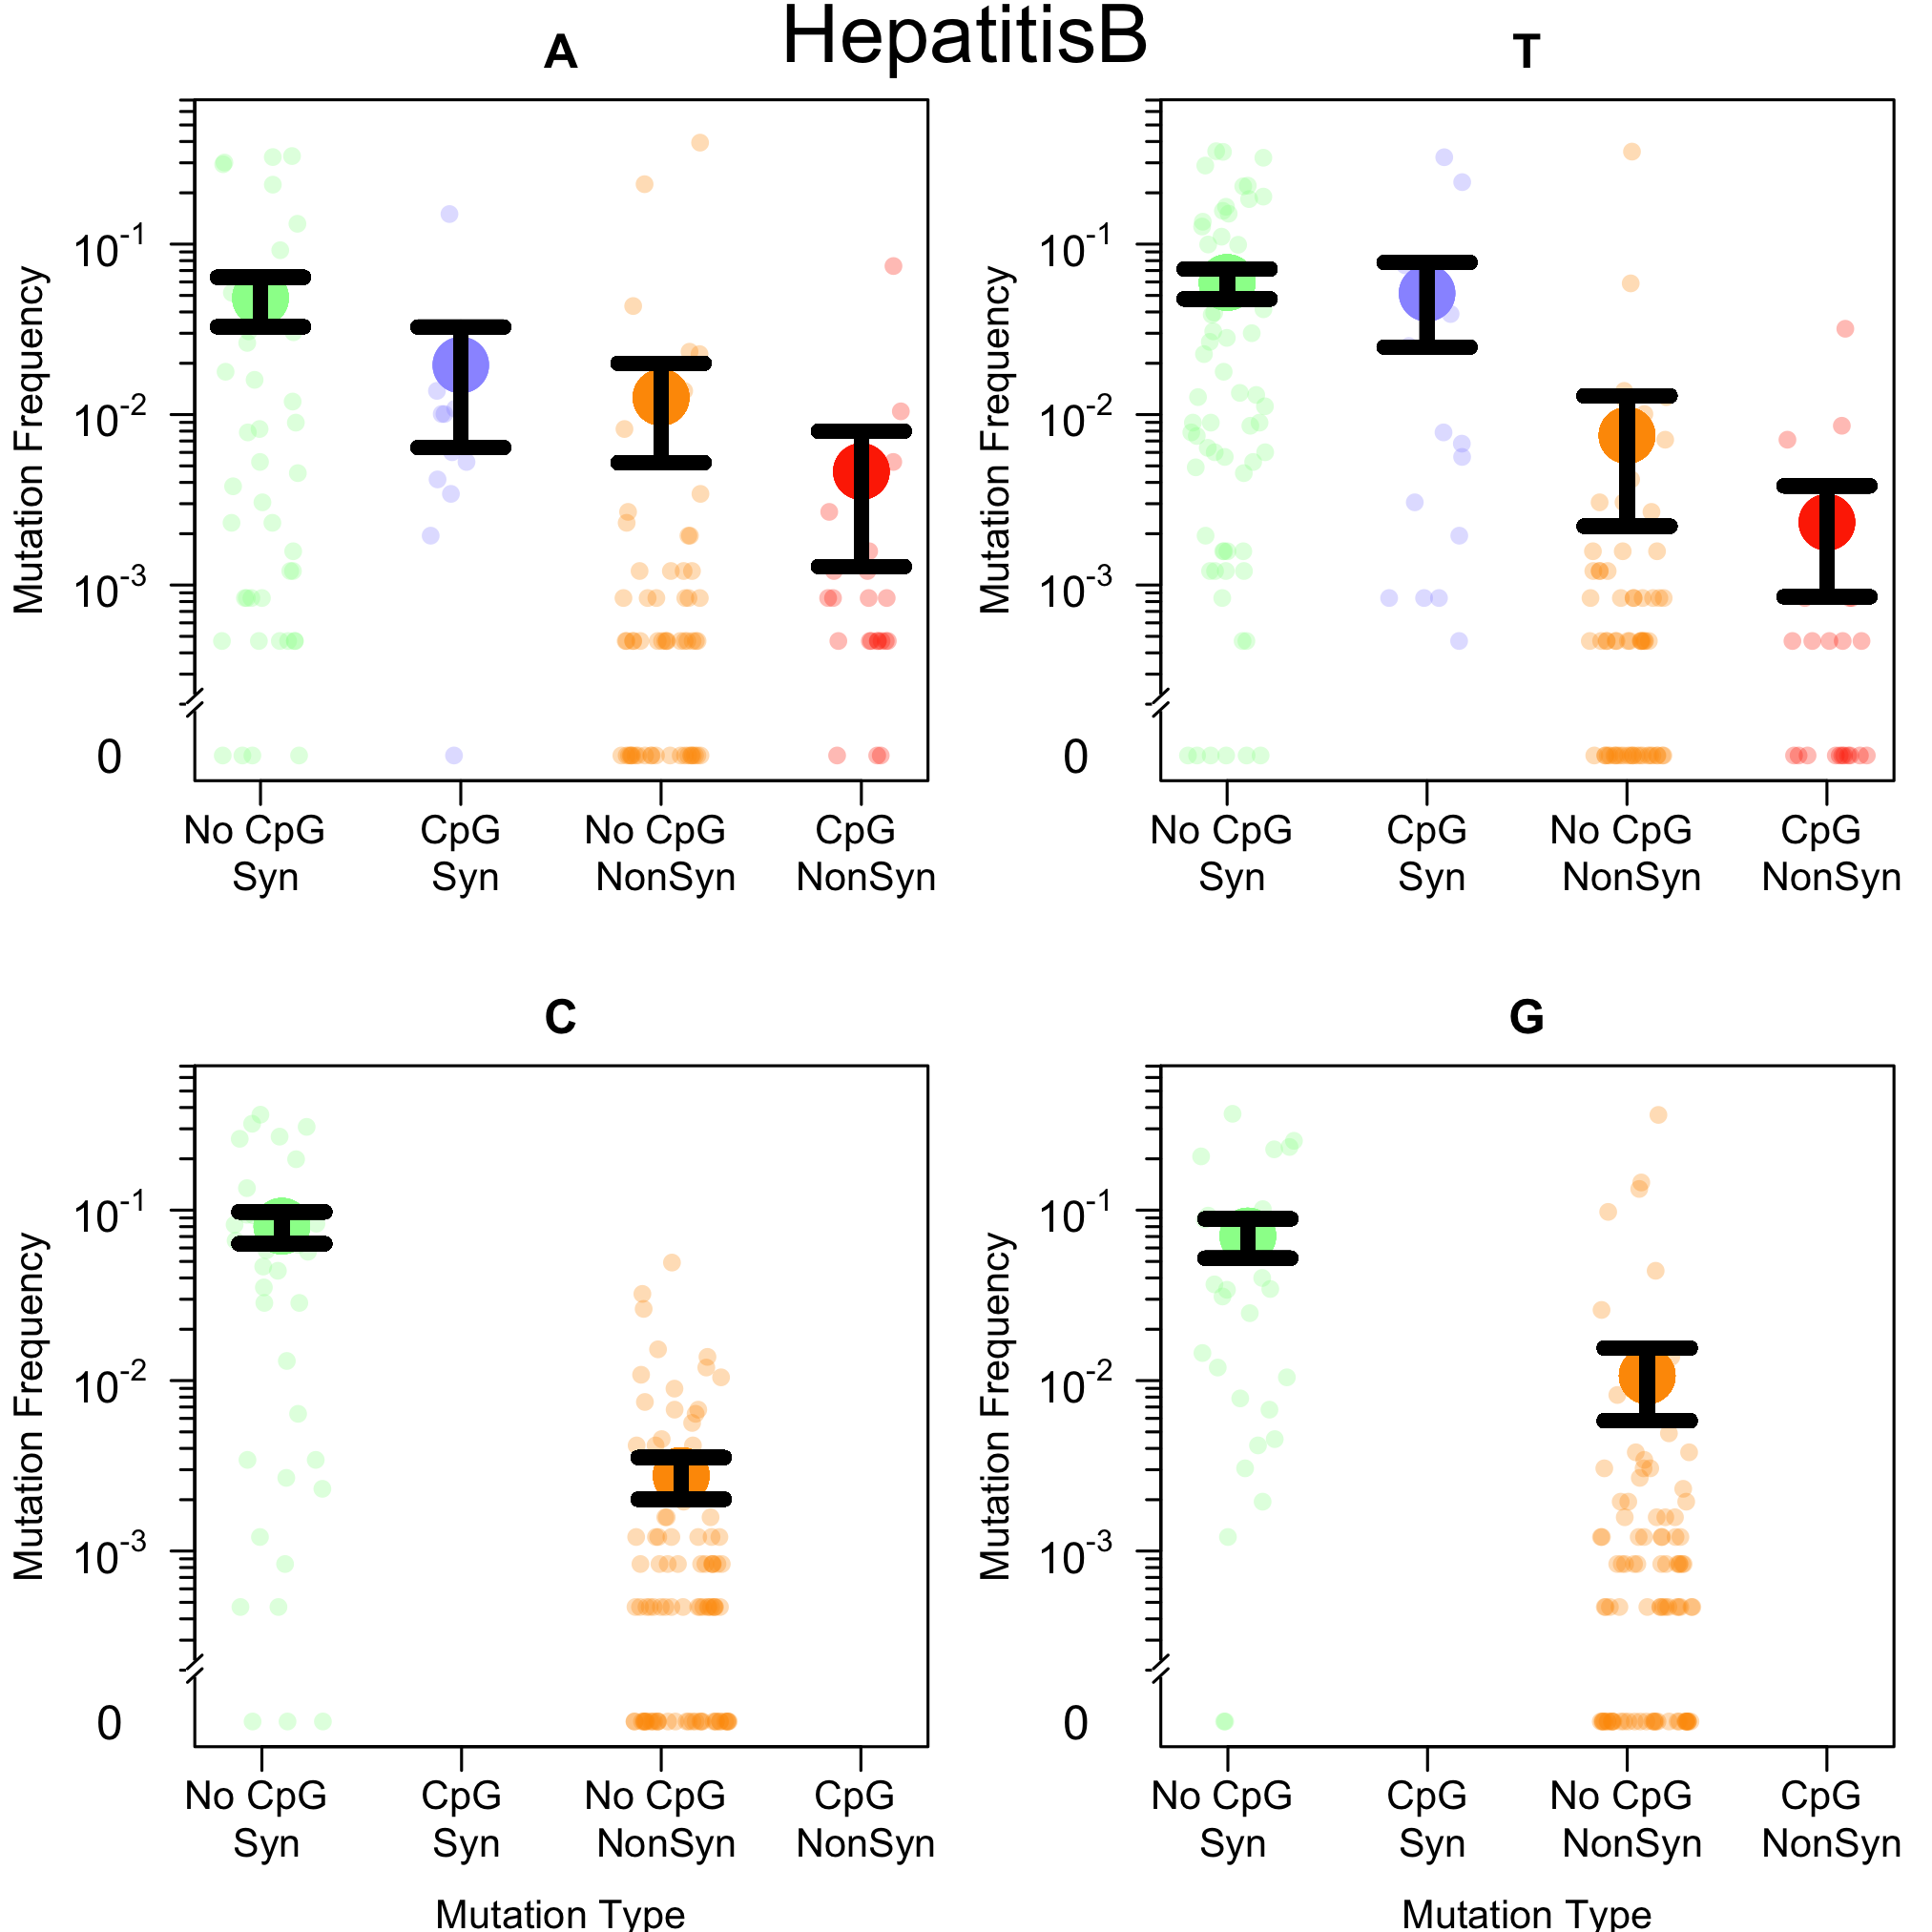 HepatitisB
A
Mutation Frequency
10-1
10-2
10-3
0
No CpG CpG No CpG CpG
Syn Syn NonSyn NonSyn
T
Mutation Frequency
10-1
10-2
10-3
0
No CpG CpG No CpG CpG
Syn Syn NonSyn NonSyn
C
Mutation Frequency
10-1
10-2
10-3
0
No CpG CpG No CpG CpG
Syn Syn NonSyn NonSyn
Mutation Type
G
Mutation Frequency
10-1
10-2
10-3
0
No CpG CpG No CpG CpG
Syn Syn NonSyn NonSyn
Mutation Type